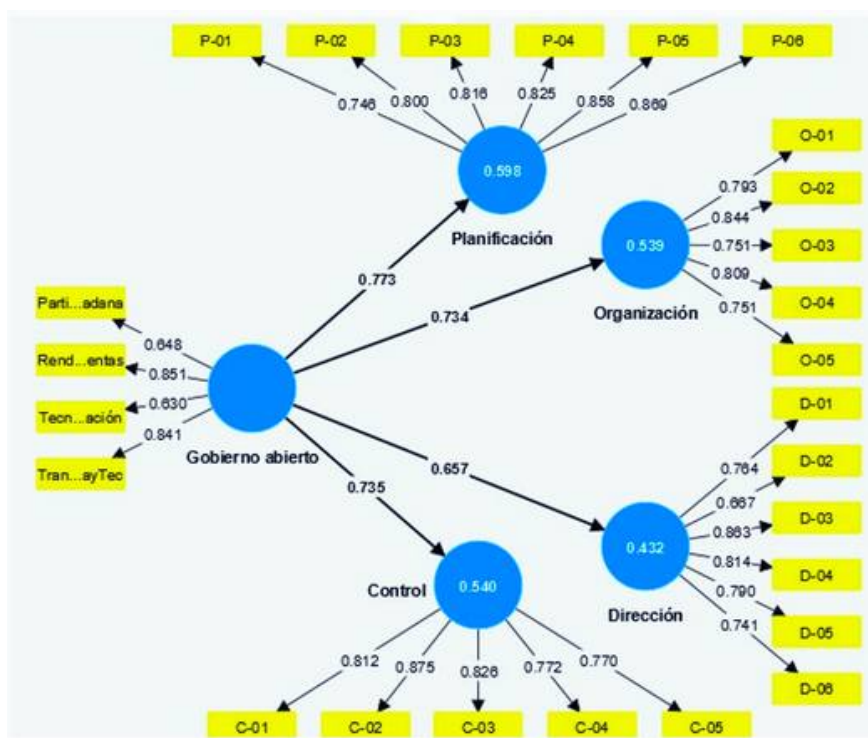 P-01
P-02
P-03
P-04
P-05
P-06
0.746
0.800
0.816
0.825
0.858
0.869
0.598
Planificación
O-01
O-02
O-03
O-04
O-05
0.793
0.844
0.751
0.809
0.751
0.539
Organización
0.773
0.734
Parti...adana
Rend...entas
Tecn...ación
Tran...ayTec
0.648
0.851
0.630
0.841
Gobierno abierto
0.657
0.735
D-01
D-02
D-03
D-04
D-05
D-06
0.764
0.667
0.863
0.814
0.790
0.741
0.432
Dirección
Control
0.540
0.812
0.875
0.826
0.772
0.770
C-01
C-02
C-03
C-04
C-05